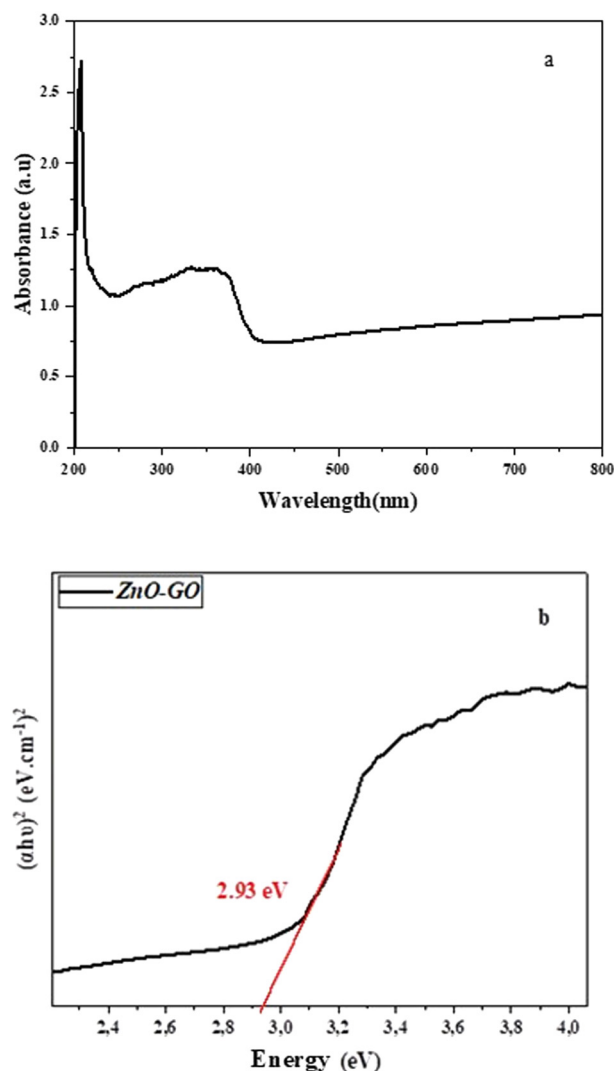 a
Absorbance (a.u)
3.0
2.5
2.0
1.5
1.0
0.5
0.0
200 300 400 500 600 700 800
Wavelength(nm)
ZnO-GO
b
(αhυ)² (eV.cm⁻¹)²
2.93 eV
2,4 2,6 2,8 3,0 3,2 3,4 3,6 3,8 4,0
Energy (eV)